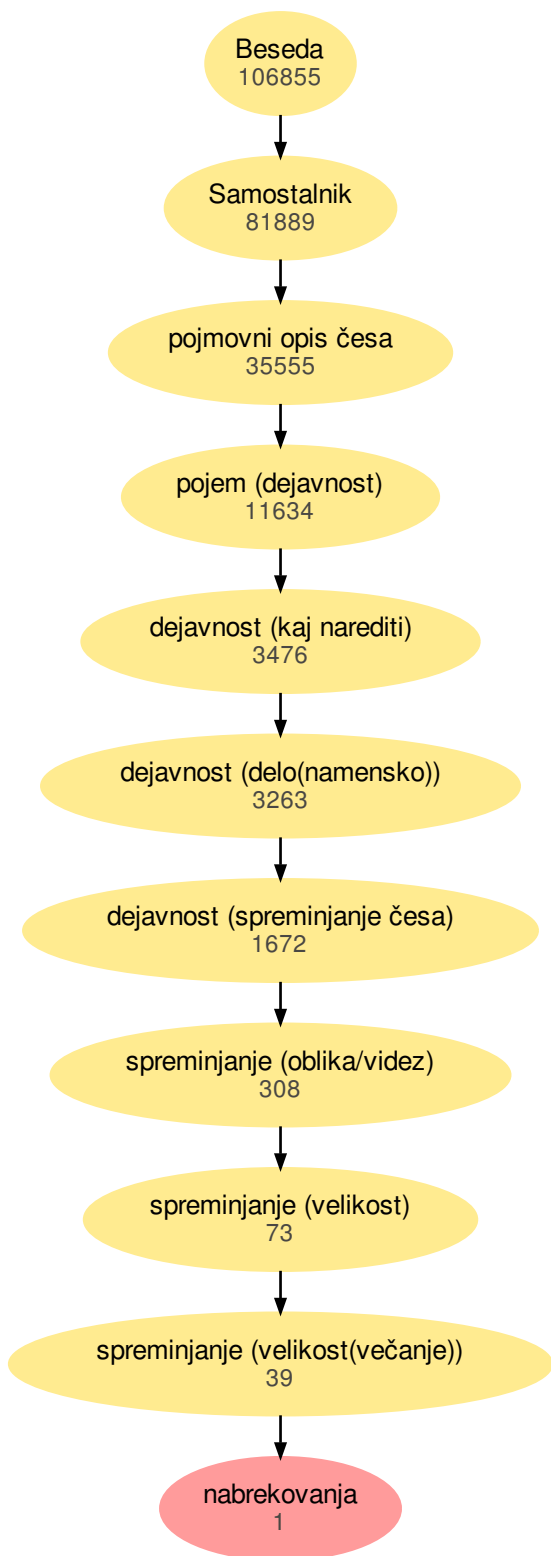 Beseda
106855
Samostalnik
81889
pojmovni opis česa
35555
pojem (dejavnost)
11634
dejavnost (kaj narediti)
3476
dejavnost (delo(namensko))
3263
dejavnost (spreminjanje česa)
1672
spreminjanje (oblika/videz)
308
spreminjanje (velikost)
73
spreminjanje (velikost(večanje))
39
nabrekovanja
1